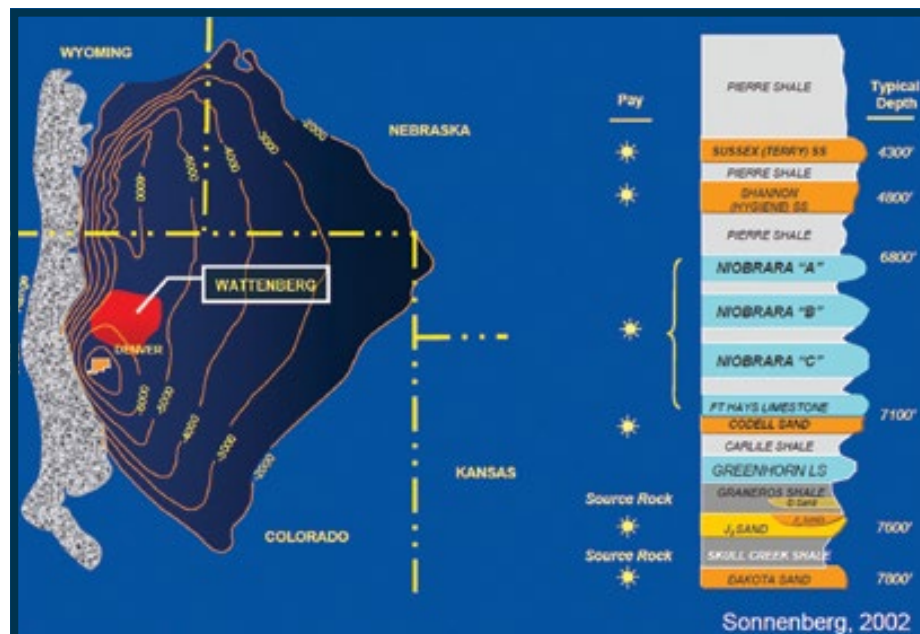 WYOMING
NEBRASKA
WATTENBERG
DENVER
KANSAS
COLORADO
-2000
-3000
-4000
-5000
-6000
-4000
-3000
-2000
Pay
Typical
Depth
PIERRE SHALE
SUSSEX (TERRY) SS
4300'
PIERRE SHALE
SHANNON
(HYGIENE) SS
4800'
PIERRE SHALE
6800'
NIOBRARA "A"
NIOBRARA "B"
NIOBRARA "C"
FT HAYS LIMESTONE
7100'
CODELL SAND
CARLILE SHALE
GREENHORN LS
Source Rock
GRANEROS SHALE
D Sand
J SAND
7600'
Source Rock
SKULL CREEK SHALE
DAKOTA SAND
7800'
Sonnenberg, 2002